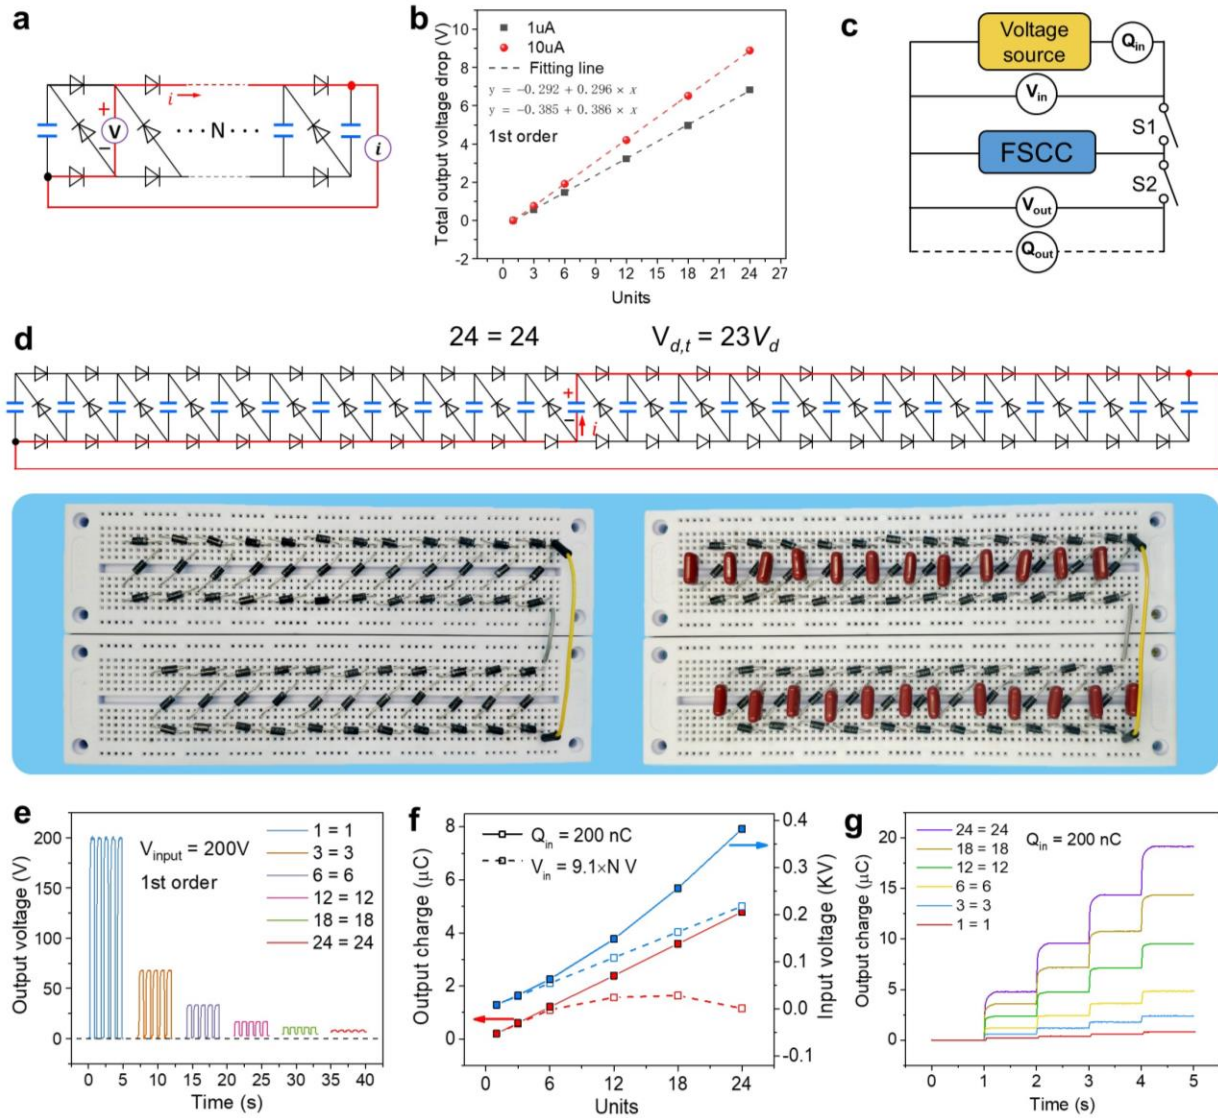 a
i
+
V
−
···N···
i
b
Total output voltage drop (V)
10
8
6
4
2
0
-2
1uA
10uA
Fitting line
y = −0.292 + 0.296 × x
y = −0.385 + 0.386 × x
1st order
0 3 6 9 12 15 18 21 24 27
Units
c
Voltage
source
Qin
Vin
S1
FSCC
S2
Vout
Qout
d
24 = 24
Vd,t = 23Vd
+
−
i
e
Output voltage (V)
200
150
100
50
0
Vinput = 200V
1st order
1 = 1
3 = 3
6 = 6
12 = 12
18 = 18
24 = 24
0 5 10 15 20 25 30 35 40
Time (s)
f
Output charge (μC)
8
6
4
2
0
Qin = 200 nC
Vin = 9.1×N V
0.4
0.3
0.2
0.1
0.0
-0.1
Input voltage (KV)
0 6 12 18 24
Units
g
Output charge (μC)
20
15
10
5
0
24 = 24
18 = 18
12 = 12
6 = 6
3 = 3
1 = 1
Qin = 200 nC
0 1 2 3 4 5
Time (s)